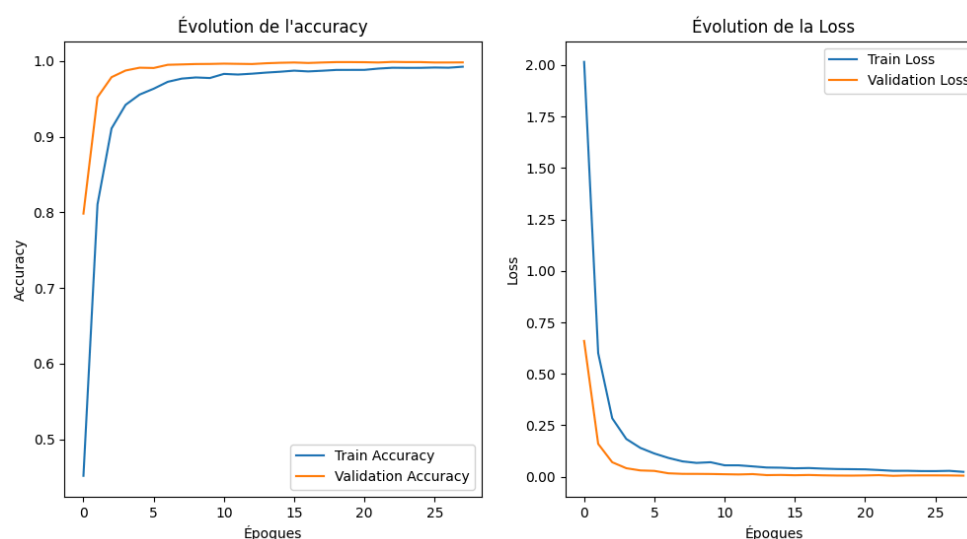 Évolution de l'accuracy
1.0
0.9
0.8
0.7
0.6
0.5
Accuracy
0 5 10 15 20 25
Époques
Train Accuracy
Validation Accuracy
Évolution de la Loss
2.00
1.75
1.50
1.25
1.00
0.75
0.50
0.25
0.00
Loss
0 5 10 15 20 25
Époques
Train Loss
Validation Loss